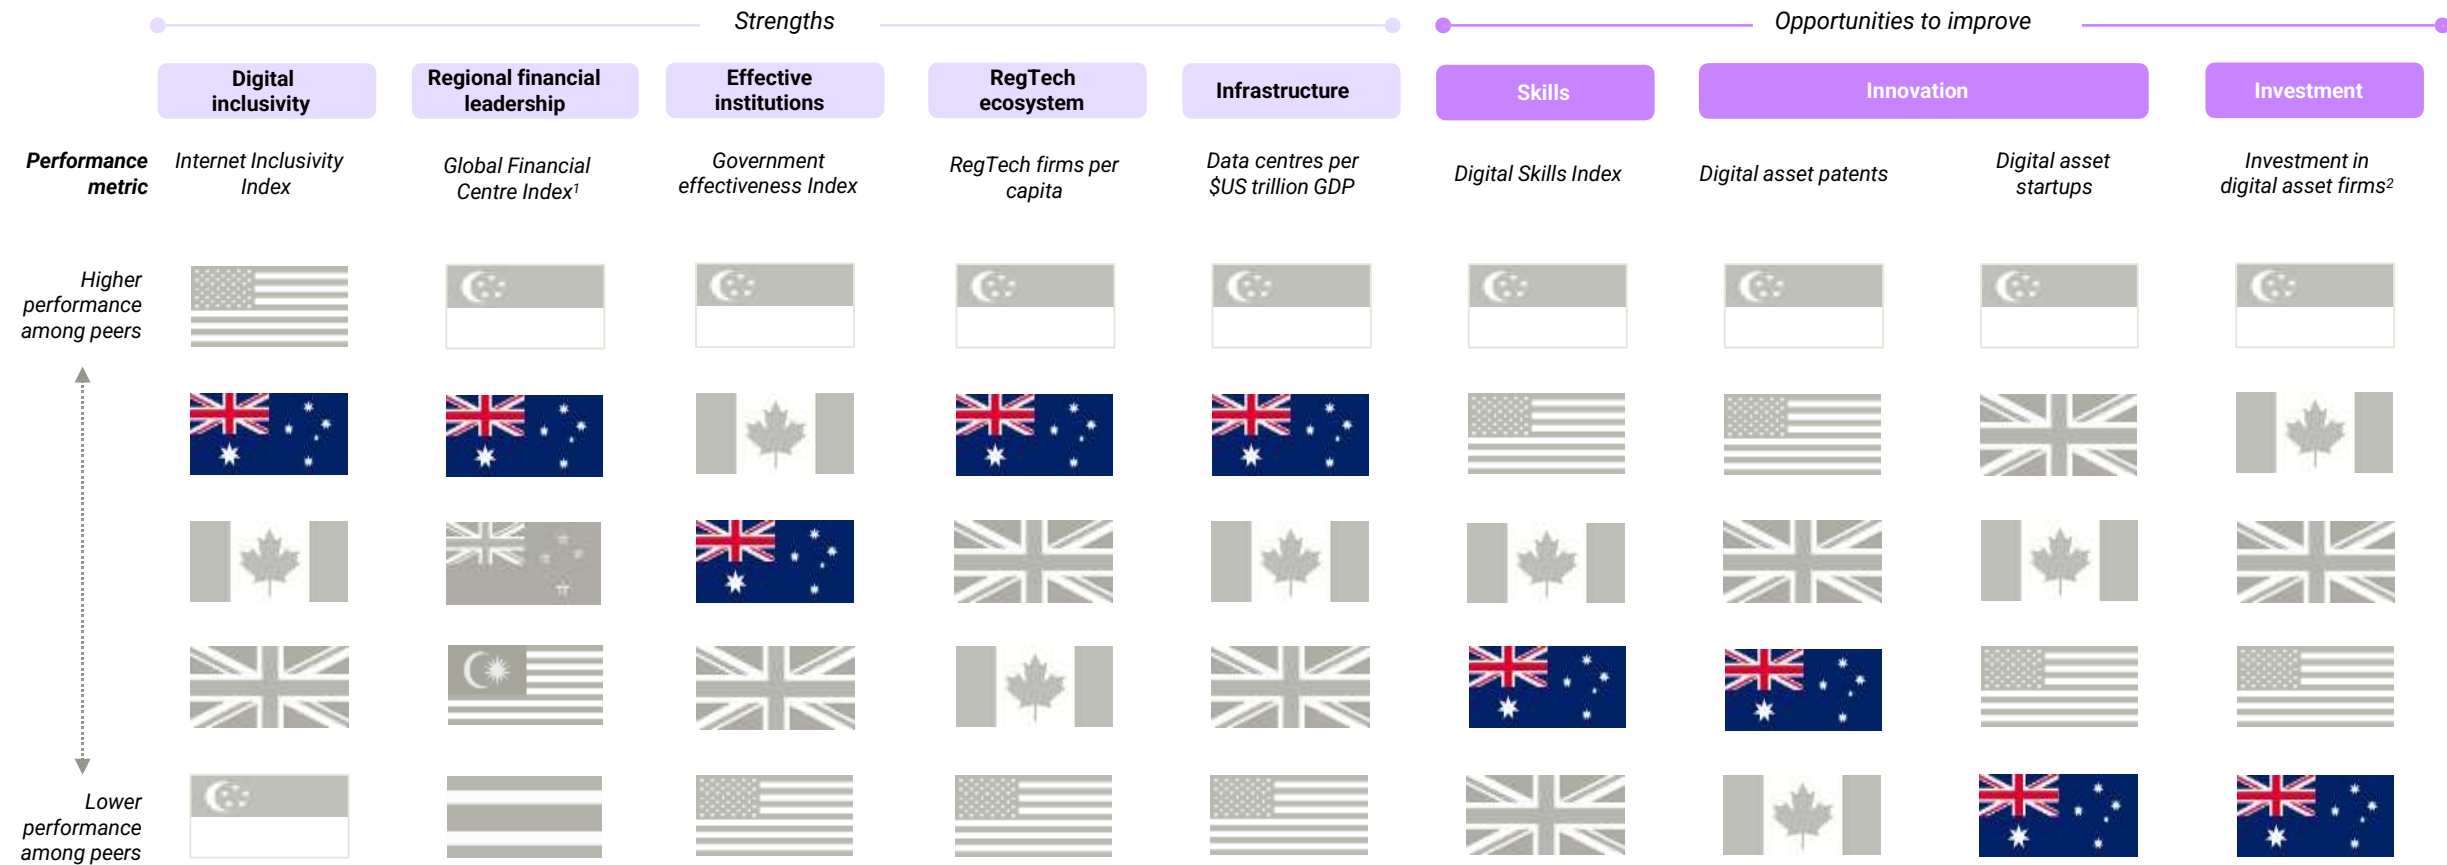 Strengths
Opportunities to improve
Digital
inclusivity
Regional financial
leadership
Effective
institutions
RegTech
ecosystem
Infrastructure
Skills
Innovation
Investment
Performance
metric
Internet Inclusivity
Index
Global Financial
Centre Index¹
Government
effectiveness Index
RegTech firms per
capita
Data centres per
$US trillion GDP
Digital Skills Index
Digital asset patents
Digital asset
startups
Investment in
digital asset firms²
Higher
performance
among peers
Lower
performance
among peers